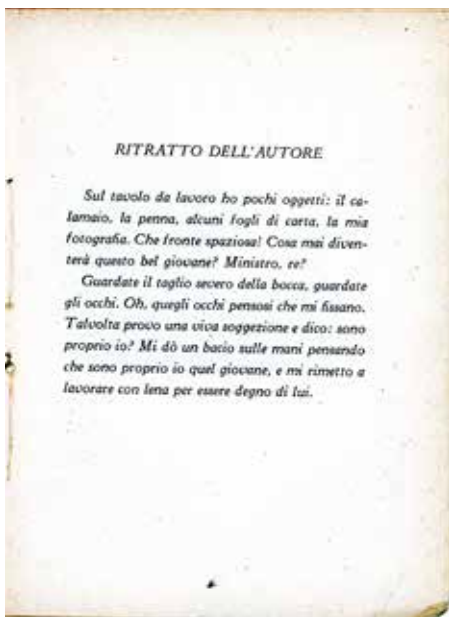 RITRATTO DELL'AUTORE
Sul tavolo da lavoro ho pochi oggetti: il ca-
lamaio, la penna, alcuni fogli di carta, la mia
fotografia. Che fronte spaziosa! Cosa mai diven-
terà questo bel giovane? Ministro, re?
Guardate il taglio severo della bocca, guardate
gli occhi. Oh, quegli occhi pensosi che mi fissano.
Talvolta provo una viva soggezione e dico: sono
proprio io? Mi dò un bacio sulle mani pensando
che sono proprio io quel giovane, e mi rimetto a
lavorare con lena per essere degno di lui.